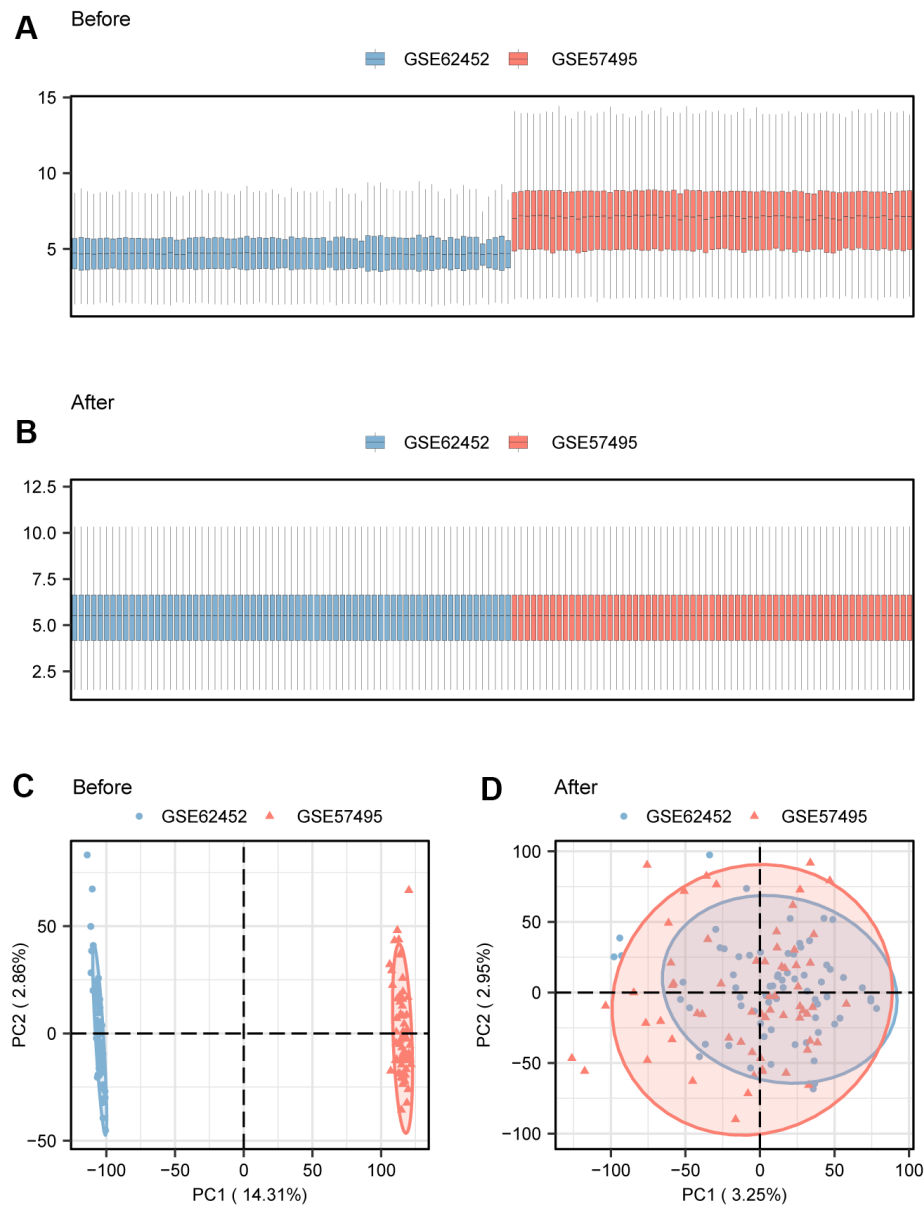 A Before
GSE62452 GSE57495
15
10
5
After
B
GSE62452 GSE57495
12.5
10.0
7.5
5.0
2.5
C Before
GSE62452 GSE57495
50
0
−50
PC2 ( 2.86%)
−100 −50 0 50 100
PC1 ( 14.31%)
D After
GSE62452 GSE57495
100
50
0
−50
−100
PC2 ( 2.95%)
−100 −50 0 50 100
PC1 ( 3.25%)